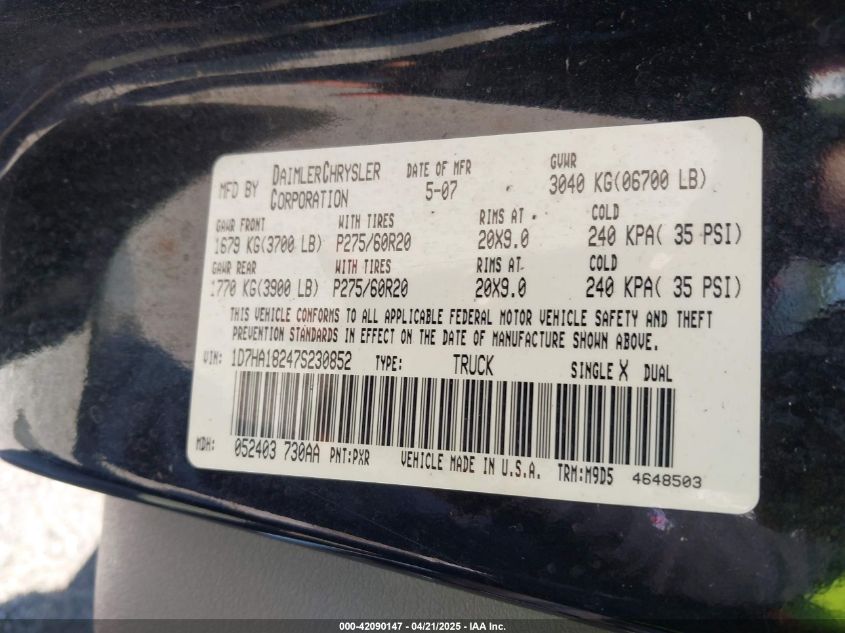 MFD BY DAIMLERCHRYSLER CORPORATION DATE OF MFR 5-07 GVWR 3040 KG(06700 LB)
GAWR FRONT WITH TIRES RIMS AT COLD
1679 KG(3700 LB) P275/60R20 20X9.0 240 KPA( 35 PSI)
GAWR REAR WITH TIRES RIMS AT COLD
1770 KG(3900 LB) P275/60R20 20X9.0 240 KPA( 35 PSI)
THIS VEHICLE CONFORMS TO ALL APPLICABLE FEDERAL MOTOR VEHICLE SAFETY AND THEFT
PREVENTION STANDARDS IN EFFECT ON THE DATE OF MANUFACTURE SHOWN ABOVE.
VIN: 1D7HA18247S230852 TYPE: TRUCK SINGLE X DUAL
MDH: 052403 730AA PNT:PXR VEHICLE MADE IN U.S.A. TRM:M9D5 4648503
000-42090147 - 04/21/2025 - IAA Inc.